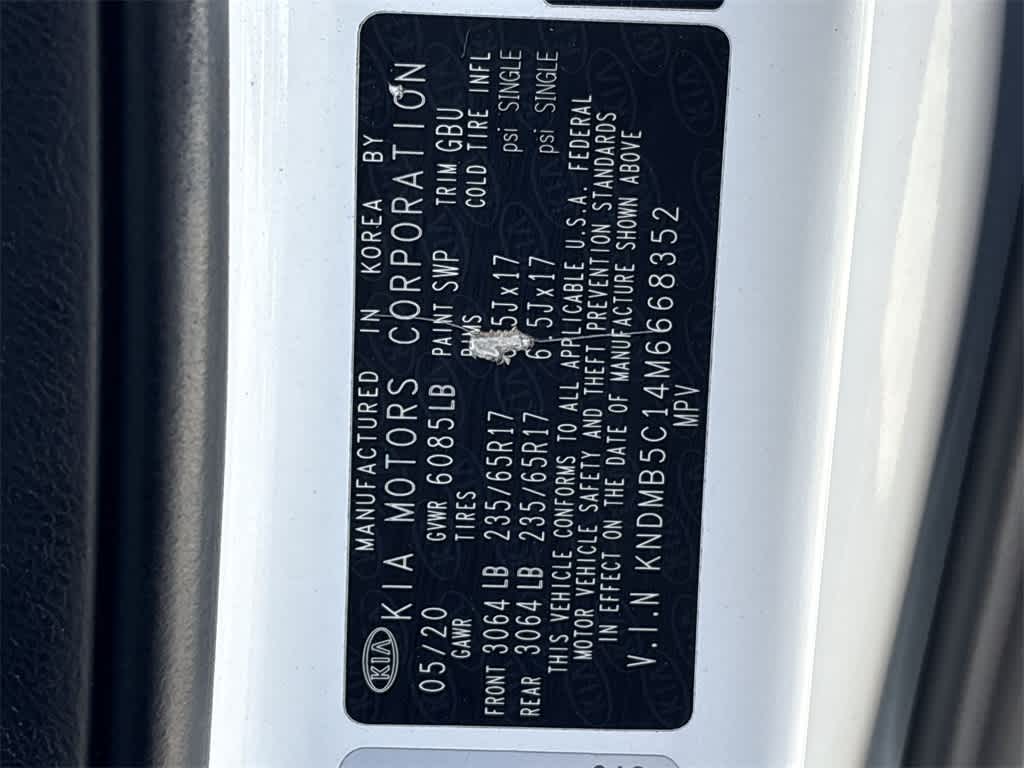 KIA
MANUFACTURED IN KOREA BY
KIA MOTORS CORPORATION
05/20 GVWR 6085LB PAINT SWP TRIM GBU
GAWR TIRES RIMS COLD TIRE INFL
FRONT 3064 LB 235/65R17 5Jx17 psi SINGLE
REAR 3064 LB 235/65R17 6 5Jx17 psi SINGLE
THIS VEHICLE CONFORMS TO ALL APPLICABLE U.S.A. FEDERAL
MOTOR VEHICLE SAFETY AND THEFT PREVENTION STANDARDS
IN EFFECT ON THE DATE OF MANUFACTURE SHOWN ABOVE
V.I.N KNDMB5C14M6668352
MPV